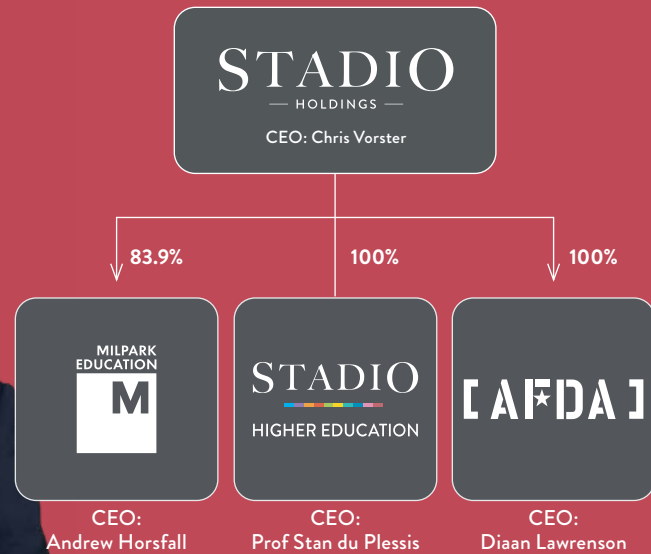 STADIO
HOLDINGS
CEO: Chris Vorster
83.9%
100%
100%
MILPARK
EDUCATION
M
STADIO
HIGHER EDUCATION
[AFDA]
CEO:
Andrew Horsfall
CEO:
Prof Stan du Plessis
CEO:
Diaan Lawrenson